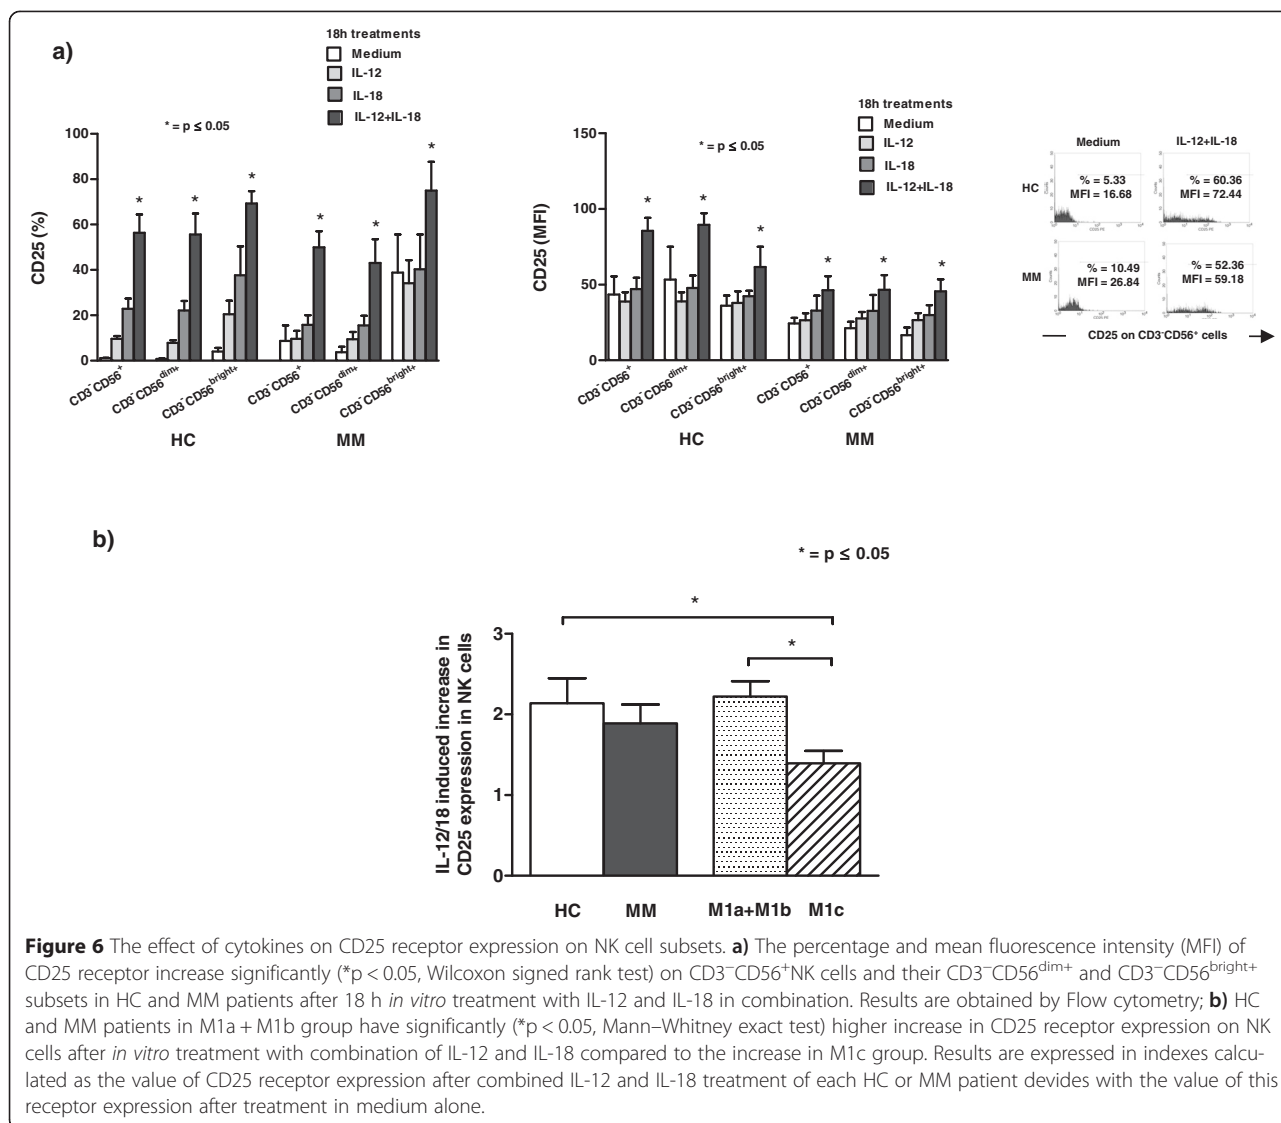 a)
18h treatments
Medium
IL-12
IL-18
IL-12+IL-18
* = p ≤ 0.05
CD25 (%)
100
80
60
40
20
0
* * * * * *
CD3⁻CD56⁺
CD3⁻CD56ᵈⁱᵐ⁺
CD3⁻CD56ᵇʳⁱᵍʰᵗ⁺
CD3⁻CD56⁺
CD3⁻CD56ᵈⁱᵐ⁺
CD3⁻CD56ᵇʳⁱᵍʰᵗ⁺
HC MM
18h treatments
Medium
IL-12
IL-18
IL-12+IL-18
* = p ≤ 0.05
CD25 (MFI)
150
100
50
0
* * * * * *
CD3⁻CD56⁺
CD3⁻CD56ᵈⁱᵐ⁺
CD3⁻CD56ᵇʳⁱᵍʰᵗ⁺
CD3⁻CD56⁺
CD3⁻CD56ᵈⁱᵐ⁺
CD3⁻CD56ᵇʳⁱᵍʰᵗ⁺
HC MM
Medium IL-12+IL-18
HC
% = 5.33
MFI = 16.68
% = 60.36
MFI = 72.44
MM
% = 10.49
MFI = 26.84
% = 52.36
MFI = 59.18
CD25 on CD3⁻CD56⁺ cells
b)
* = p ≤ 0.05
*
*
IL-12/18 induced increase in
CD25 expression in NK cells
3
2
1
0
HC MM M1a+M1b M1c
Figure 6 The effect of cytokines on CD25 receptor expression on NK cell subsets. a) The percentage and mean fluorescence intensity (MFI) of
CD25 receptor increase significantly (*p < 0.05, Wilcoxon signed rank test) on CD3⁻CD56⁺NK cells and their CD3⁻CD56ᵈⁱᵐ⁺ and CD3⁻CD56ᵇʳⁱᵍʰᵗ⁺
subsets in HC and MM patients after 18 h in vitro treatment with IL-12 and IL-18 in combination. Results are obtained by Flow cytometry; b) HC
and MM patients in M1a + M1b group have significantly (*p < 0.05, Mann–Whitney exact test) higher increase in CD25 receptor expression on NK
cells after in vitro treatment with combination of IL-12 and IL-18 compared to the increase in M1c group. Results are expressed in indexes calcu-
lated as the value of CD25 receptor expression after combined IL-12 and IL-18 treatment of each HC or MM patient devides with the value of this
receptor expression after treatment in medium alone.